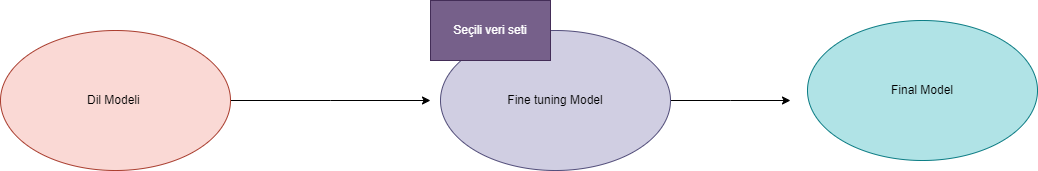 Seçili veri seti
Dil Modeli
Fine tuning Model
Final Model